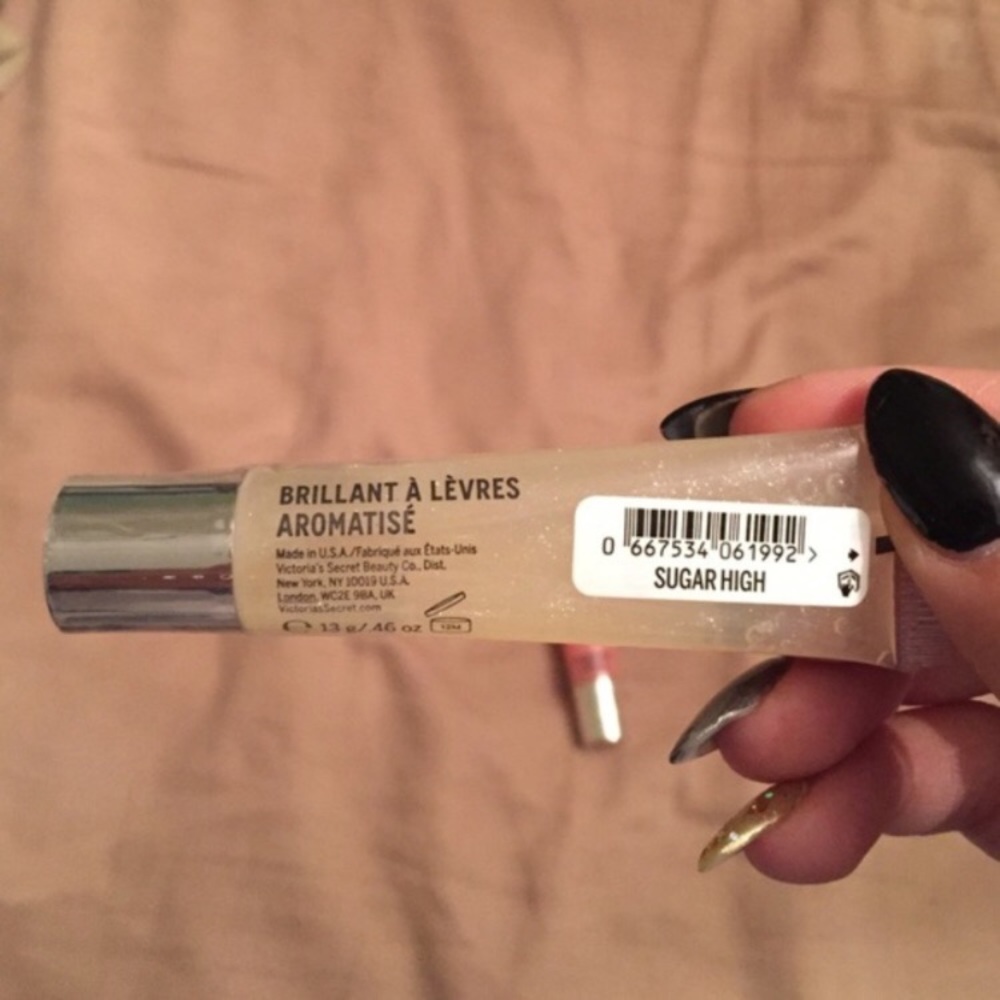 BRILLANT À LÈVRES
AROMATISÉ
Made in U.S.A./Fabriqué aux États-Unis
Victoria's Secret Beauty Co., Dist.
New York, NY 10019 U.S.A.
London, WC2E 9BA, UK
VictoriasSecret.com
℮ 13 g/.46 oz 12M
0 667534 061992 >
SUGAR HIGH